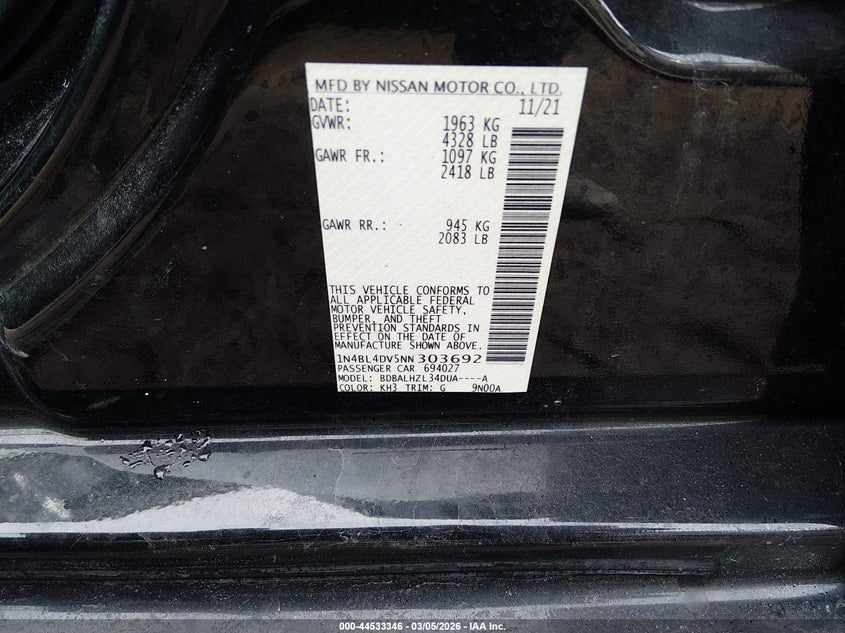 MFD BY NISSAN MOTOR CO., LTD.
DATE: 11/21
GVWR: 1963 KG
4328 LB
GAWR FR.: 1097 KG
2418 LB
GAWR RR.: 945 KG
2083 LB
THIS VEHICLE CONFORMS TO
ALL APPLICABLE FEDERAL
MOTOR VEHICLE SAFETY,
BUMPER, AND THEFT
PREVENTION STANDARDS IN
EFFECT ON THE DATE OF
MANUFACTURE SHOWN ABOVE.
1N4BL4DV5NN303692
PASSENGER CAR 694027
MODEL: BDBALHZL34DUA----A
COLOR: KH3 TRIM: G 9N00A
000-44533346 - 03/05/2026 - IAA Inc.